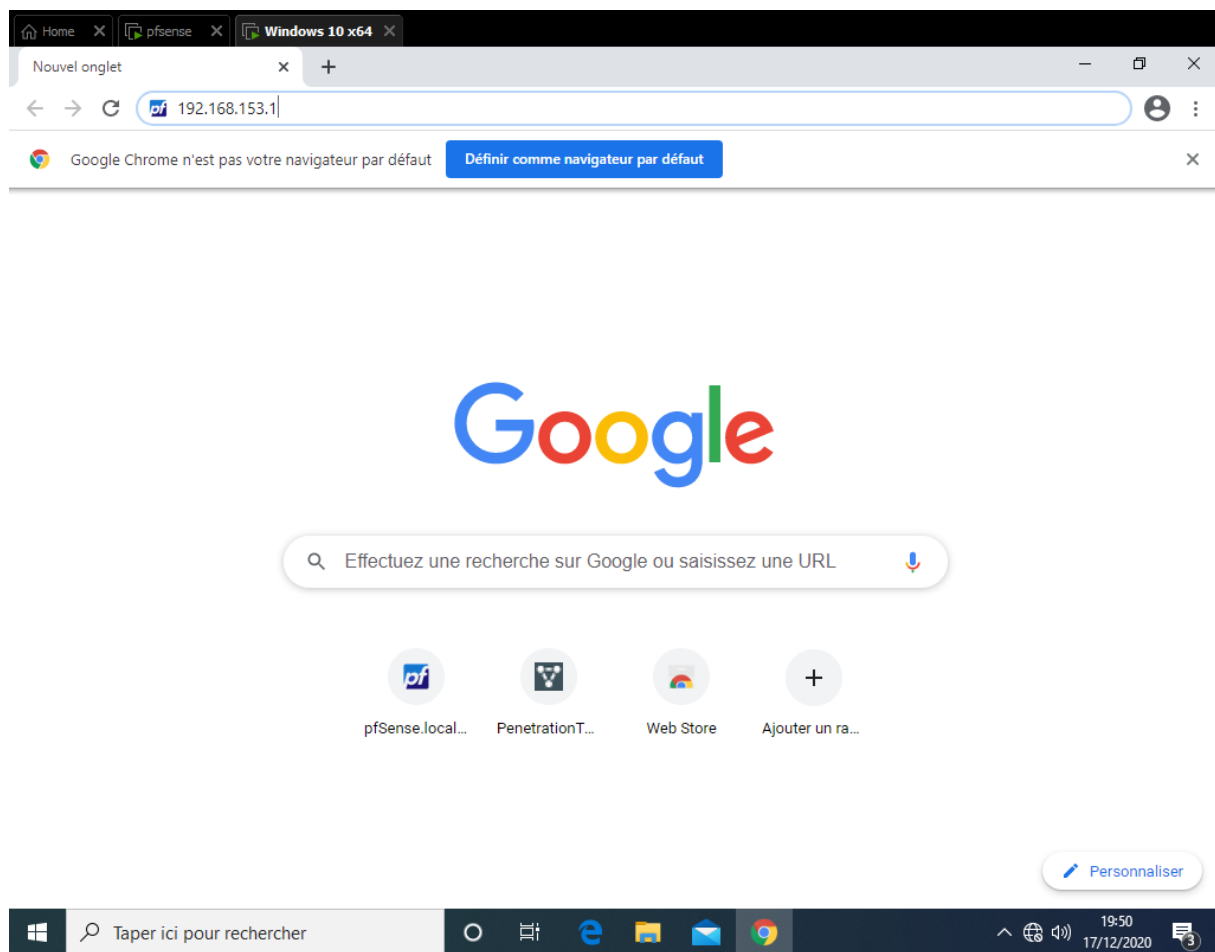 Home
pfsense
Windows 10 x64
Nouvel onglet
pf 192.168.153.1
Google Chrome n'est pas votre navigateur par défaut
Définir comme navigateur par défaut
Google
Effectuez une recherche sur Google ou saisissez une URL
pf
pfSense.local... PenetrationT... Web Store Ajouter un ra...
Personnaliser
Taper ici pour rechercher
19:50
17/12/2020
3